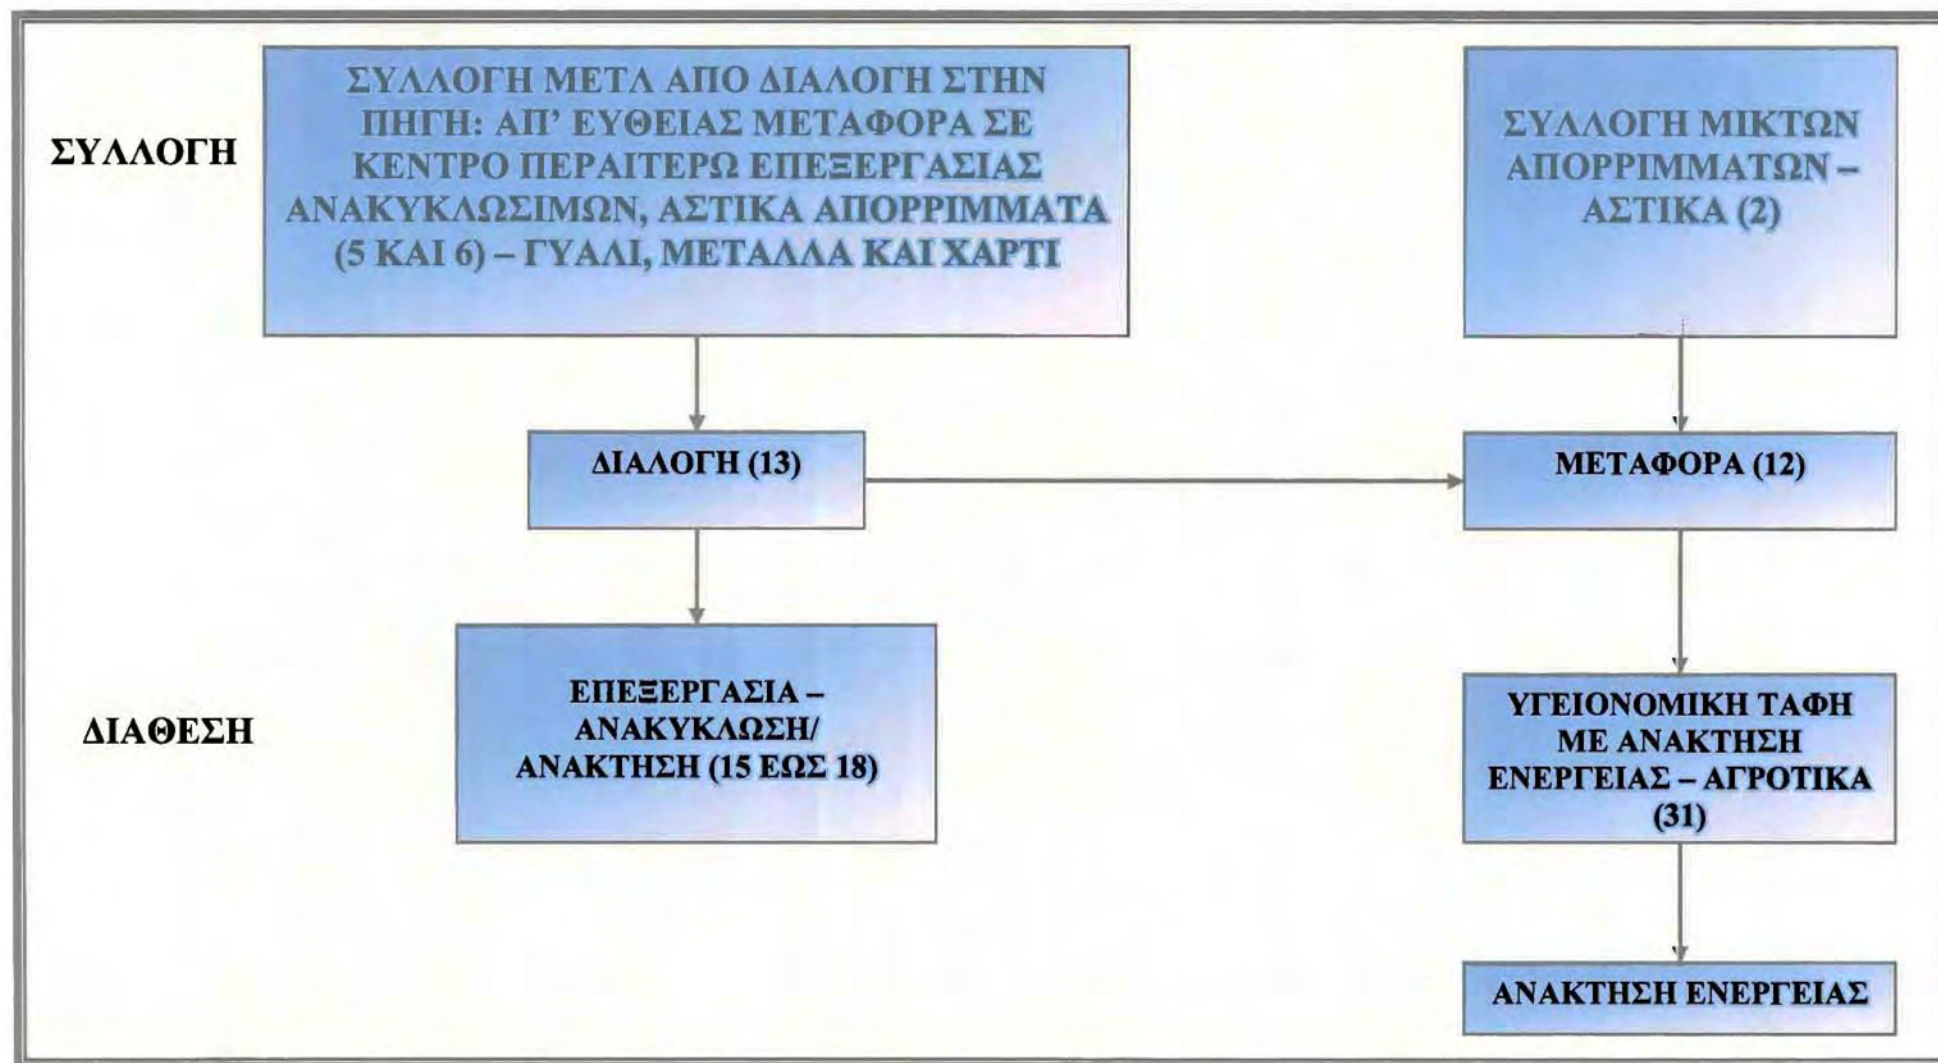 ΣΥΛΛΟΓΗ
ΣΥΛΛΟΓΗ ΜΕΤΑ ΑΠΟ ΔΙΑΛΟΓΗ ΣΤΗΝ
ΠΗΓΗ: ΑΠ' ΕΥΘΕΙΑΣ ΜΕΤΑΦΟΡΑ ΣΕ
ΚΕΝΤΡΟ ΠΕΡΑΙΤΕΡΩ ΕΠΕΞΕΡΓΑΣΙΑΣ
ΑΝΑΚΥΚΛΩΣΙΜΩΝ, ΑΣΤΙΚΑ ΑΠΟΡΡΙΜΜΑΤΑ
(5 ΚΑΙ 6) – ΓΥΑΛΙ, ΜΕΤΑΛΛΑ ΚΑΙ ΧΑΡΤΙ
ΣΥΛΛΟΓΗ ΜΙΚΤΩΝ
ΑΠΟΡΡΙΜΜΑΤΩΝ –
ΑΣΤΙΚΑ (2)
ΔΙΑΛΟΓΗ (13)
ΜΕΤΑΦΟΡΑ (12)
ΔΙΑΘΕΣΗ
ΕΠΕΞΕΡΓΑΣΙΑ –
ΑΝΑΚΥΚΛΩΣΗ/
ΑΝΑΚΤΗΣΗ (15 ΕΩΣ 18)
ΥΓΕΙΟΝΟΜΙΚΗ ΤΑΦΗ
ΜΕ ΑΝΑΚΤΗΣΗ
ΕΝΕΡΓΕΙΑΣ – ΑΓΡΟΤΙΚΑ
(31)
ΑΝΑΚΤΗΣΗ ΕΝΕΡΓΕΙΑΣ